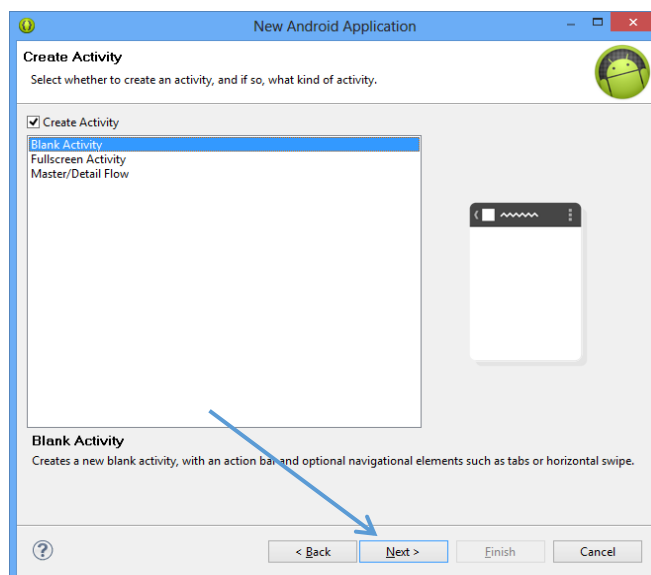 New Android Application
Create Activity
Select whether to create an activity, and if so, what kind of activity.
Create Activity
Blank Activity
Fullscreen Activity
Master/Detail Flow
Blank Activity
Creates a new blank activity, with an action bar and optional navigational elements such as tabs or horizontal swipe.
< Back Next > Finish Cancel